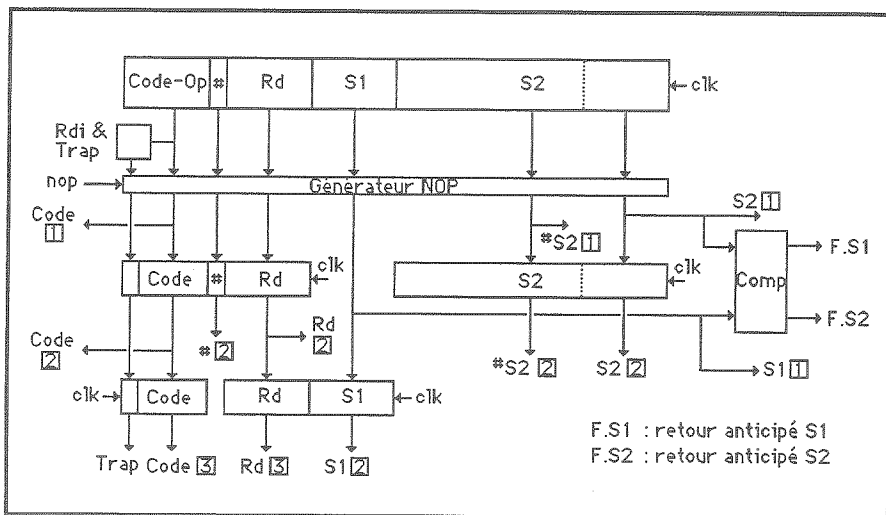 Code-Op # Rd S1 S2 clk
Rdi &
Trap
nop
Générateur NOP
Code
1
S2 1
#S2 1
F.S1
Code # Rd clk
S2 clk
Comp
F.S2
Code
2
# 2
Rd
2
#S2 2
S2 2
S1 1
clk Code
Rd S1 clk
Trap Code 3 Rd 3 S1 2
F.S1 : retour anticipé S1
F.S2 : retour anticipé S2